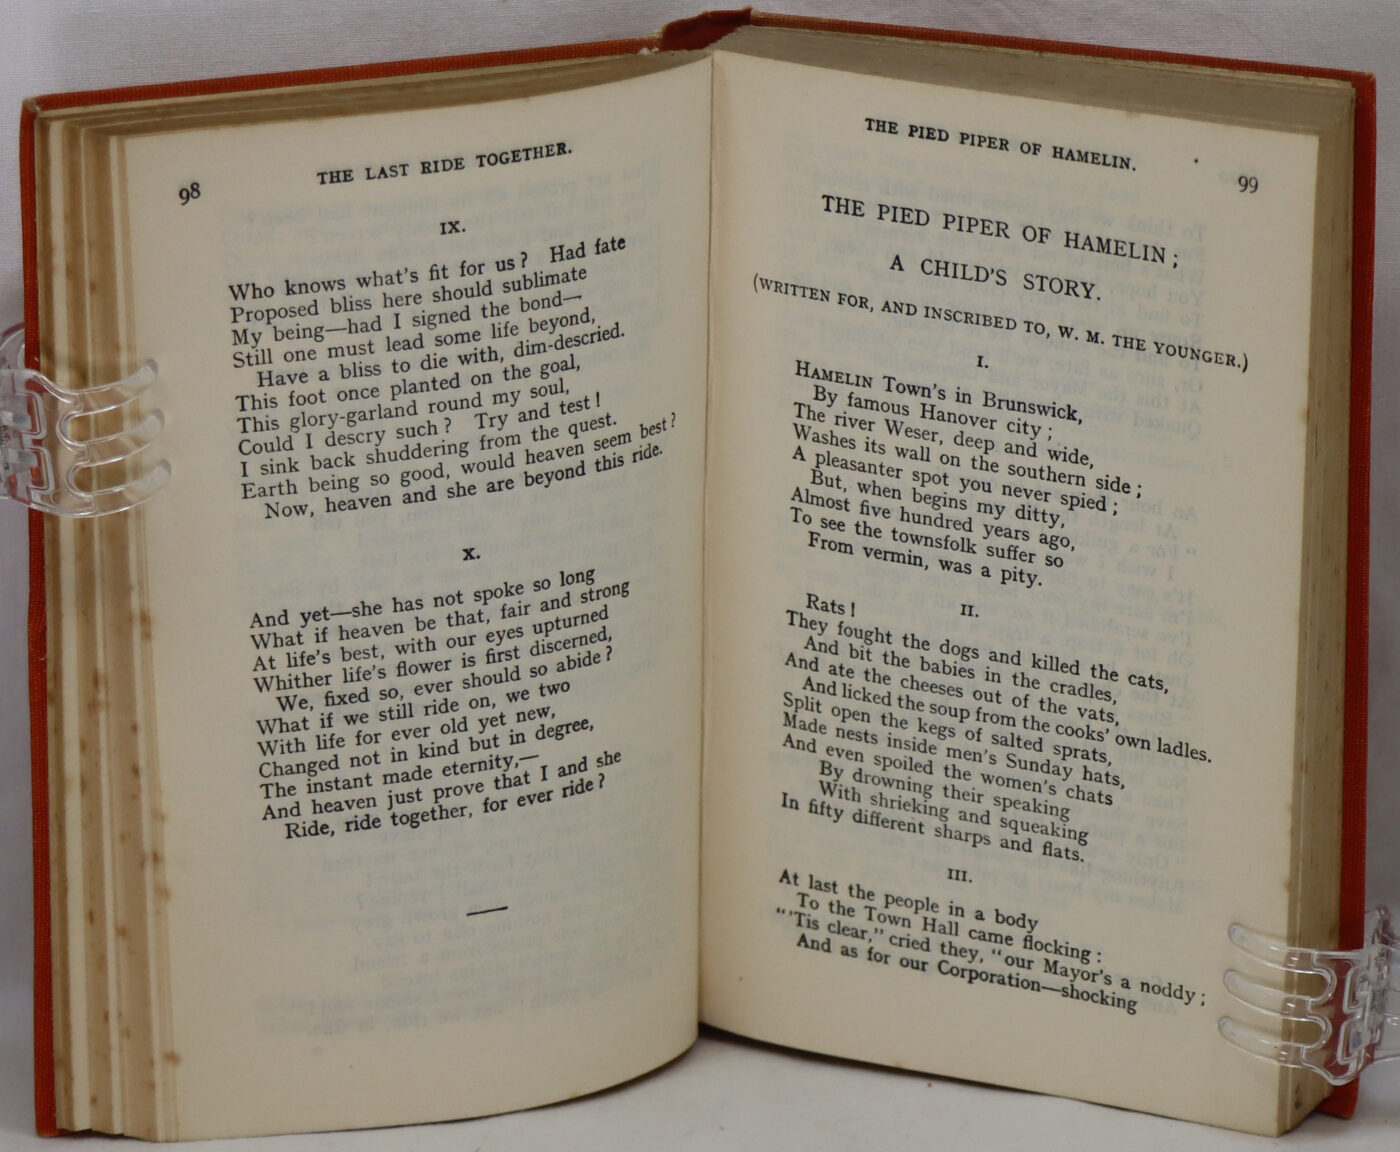 98
THE LAST RIDE TOGETHER.
IX.
Who knows what's fit for us? Had fate
Proposed bliss here should sublimate
My being—had I signed the bond—
Still one must lead some life beyond,
Have a bliss to die with, dim-descried.
This foot once planted on the goal,
This glory-garland round my soul,
Could I descry such? Try and test!
I sink back shuddering from the quest.
Earth being so good, would heaven seem best?
Now, heaven and she are beyond this ride.
X.
And yet—she has not spoke so long
What if heaven be that, fair and strong
At life's best, with our eyes upturned
Whither life's flower is first discerned,
We, fixed so, ever should so abide?
What if we still ride on, we two
With life for ever old yet new,
Changed not in kind but in degree,
The instant made eternity,—
And heaven just prove that I and she
Ride, ride together, for ever ride?
THE PIED PIPER OF HAMELIN.
99
THE PIED PIPER OF HAMELIN;
A CHILD'S STORY.
(WRITTEN FOR, AND INSCRIBED TO, W. M. THE YOUNGER.)
I.
HAMELIN Town's in Brunswick,
By famous Hanover city;
The river Weser, deep and wide,
Washes its wall on the southern side;
A pleasanter spot you never spied;
But, when begins my ditty,
Almost five hundred years ago,
To see the townsfolk suffer so
From vermin, was a pity.
II.
Rats!
They fought the dogs and killed the cats,
And bit the babies in the cradles,
And ate the cheeses out of the vats,
And licked the soup from the cooks' own ladles.
Split open the kegs of salted sprats,
Made nests inside men's Sunday hats,
And even spoiled the women's chats
By drowning their speaking
With shrieking and squeaking
In fifty different sharps and flats.
III.
At last the people in a body
To the Town Hall came flocking:
"'Tis clear," cried they, "our Mayor's a noddy;
And as for our Corporation—shocking